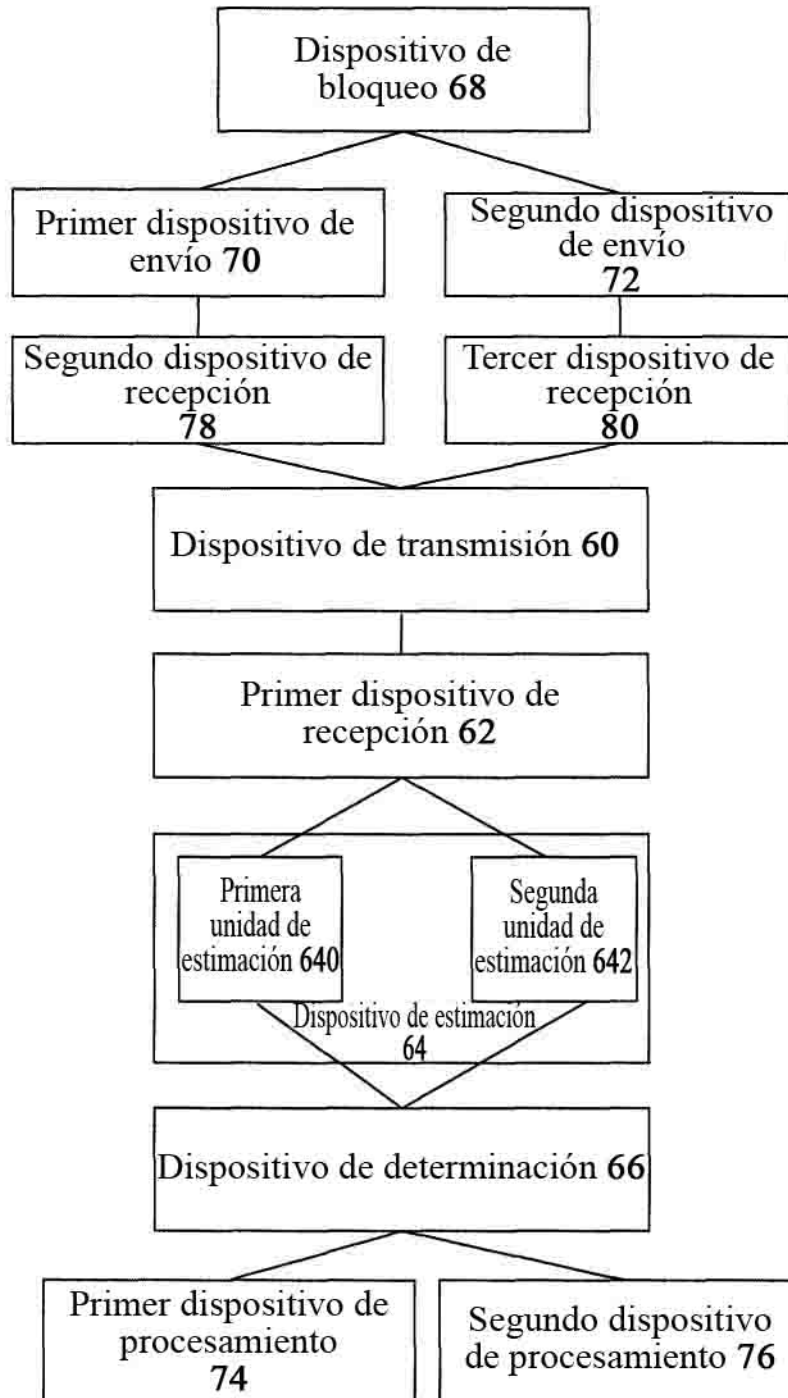 Dispositivo de
bloqueo 68
Primer dispositivo de
envío 70
Segundo dispositivo
de envío
72
Segundo dispositivo de
recepción
78
Tercer dispositivo de
recepción
80
Dispositivo de transmisión 60
Primer dispositivo de
recepción 62
Primera
unidad de
estimación 640
Segunda
unidad de
estimación 642
Dispositivo de estimación
64
Dispositivo de determinación 66
Primer dispositivo de
procesamiento
74
Segundo dispositivo
de procesamiento 76